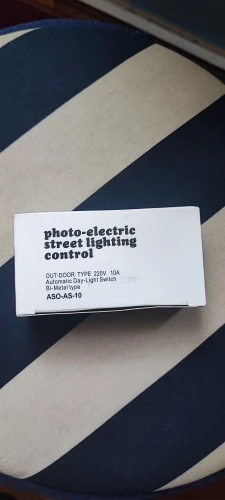 photo-electric
street lighting
control
OUT-DOOR TYPE 220V 10A
Automatic Day-Light Switch
Bi-Metal type
ASO-AS-10